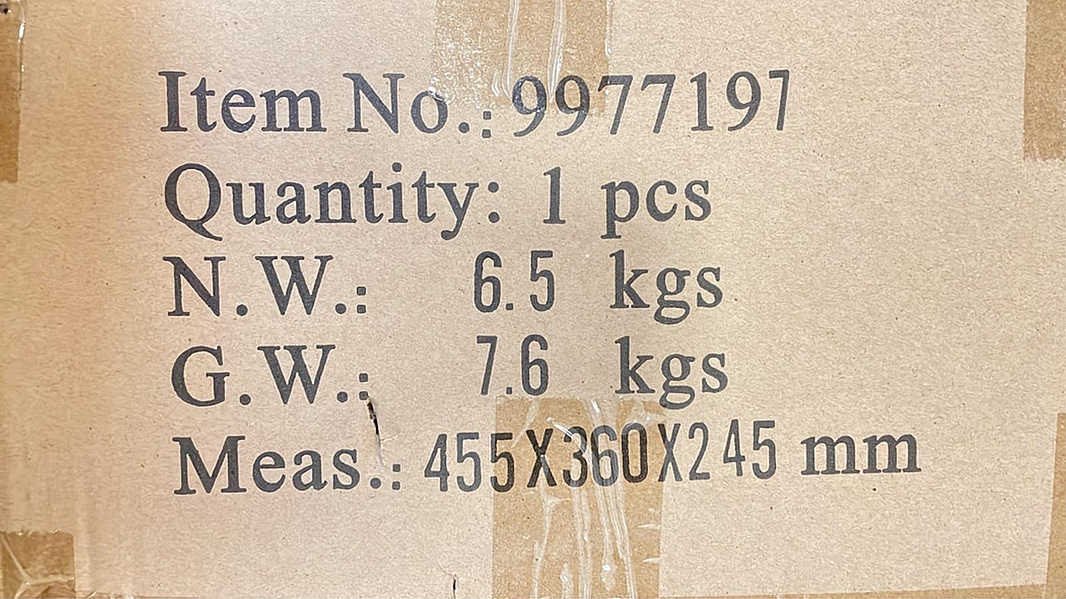 Item No.: 9977197
Quantity: 1 pcs
N.W.: 6.5 kgs
G.W.: 7.6 kgs
Meas.: 455X360X245 mm